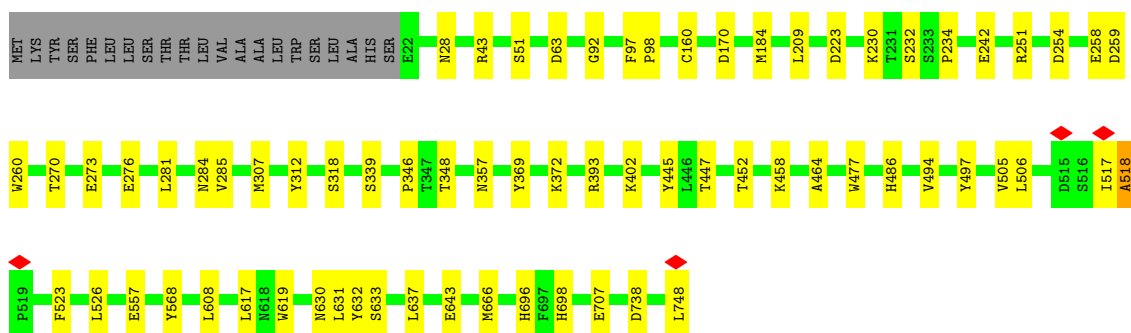 MET LYS TYR SER PHE LEU LEU SER THR THR LEU VAL ALA ALA LEU TRP SER LEU ALA HIS SER E22 N28 R43 S51 D63 G92 F97 P98 C160 D170 M184 L209 D223 K230 T231 S232 S233 P234 E242 R251 D254 E258 D259
W260 T270 E273 E276 L281 N284 V285 M307 Y312 S318 S339 P346 T347 T348 N357 Y369 K372 R393 K402 Y445 L446 T447 T452 K458 A464 W477 H486 V494 Y497 V505 L506 D515 S516 I517 A518
P519 F523 L526 E557 Y568 L608 L617 N618 W619 N630 L631 Y632 S633 L637 E643 M666 H696 F697 H698 E707 D738 L748